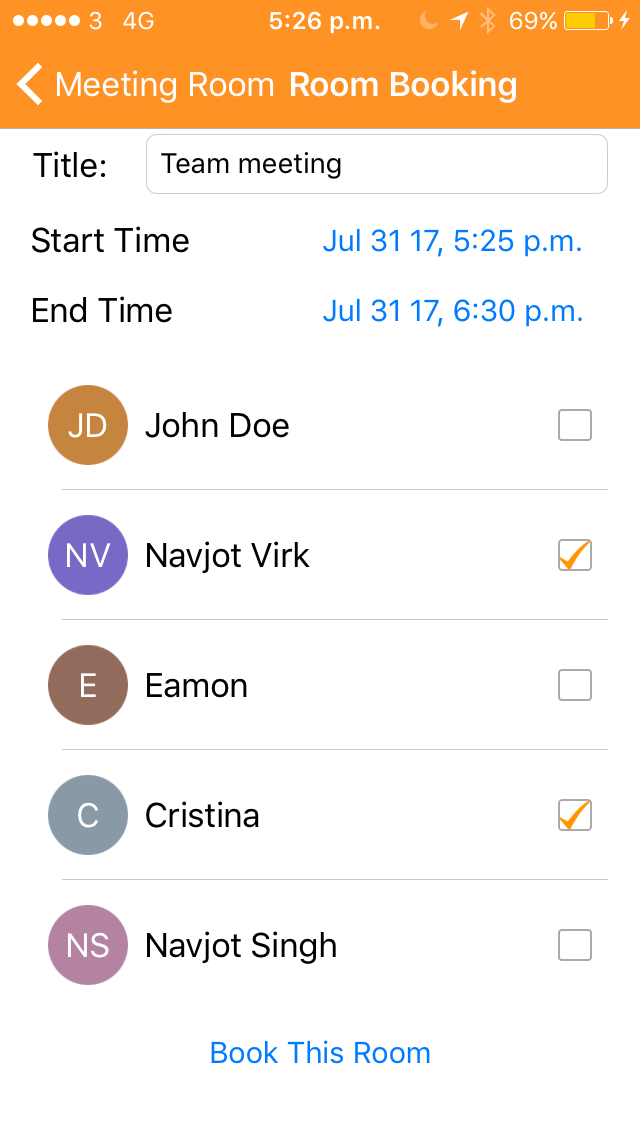 3 4G 5:26 p.m. 69%
Meeting Room Room Booking
Title: Team meeting
Start Time Jul 31 17, 5:25 p.m.
End Time Jul 31 17, 6:30 p.m.
JD John Doe
NV Navjot Virk
E Eamon
C Cristina
NS Navjot Singh
Book This Room